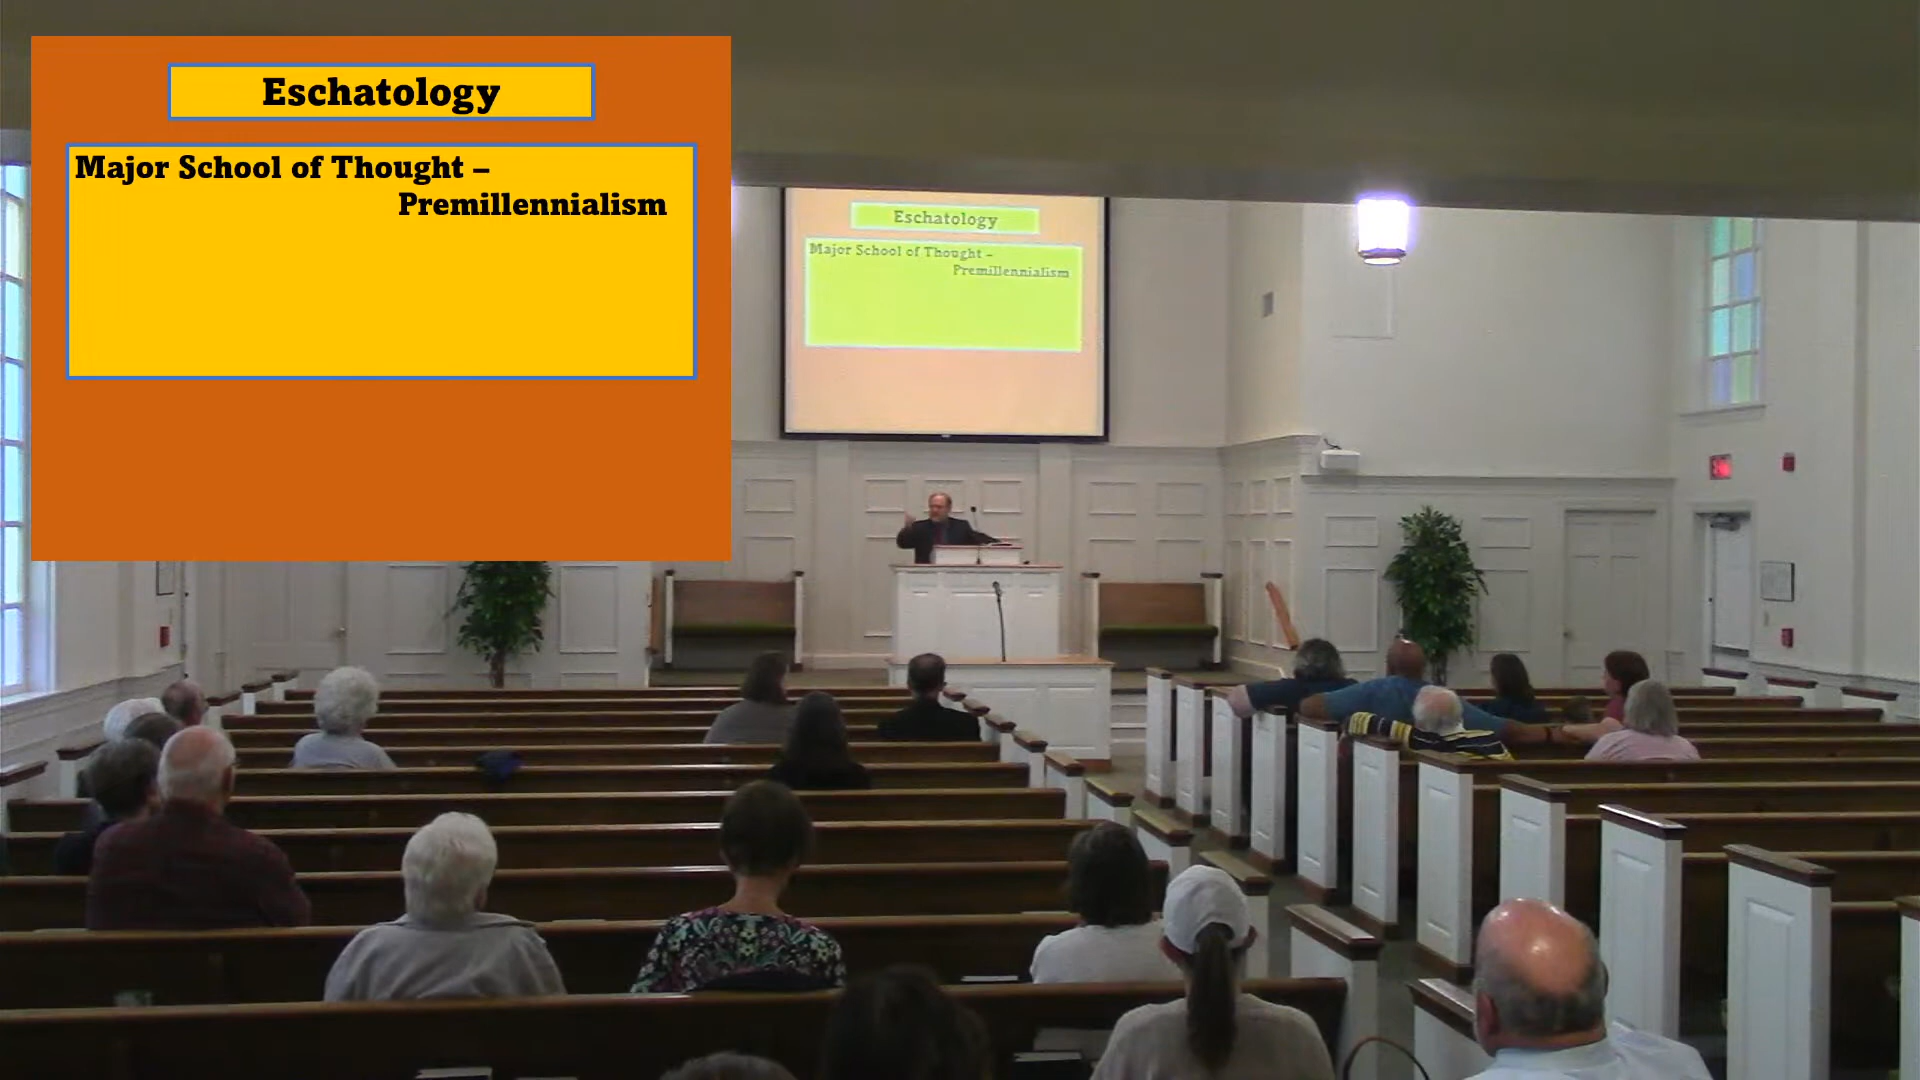 Eschatology
Major School of Thought –
Premillennialism
Eschatology
Major School of Thought –
Premillennialism